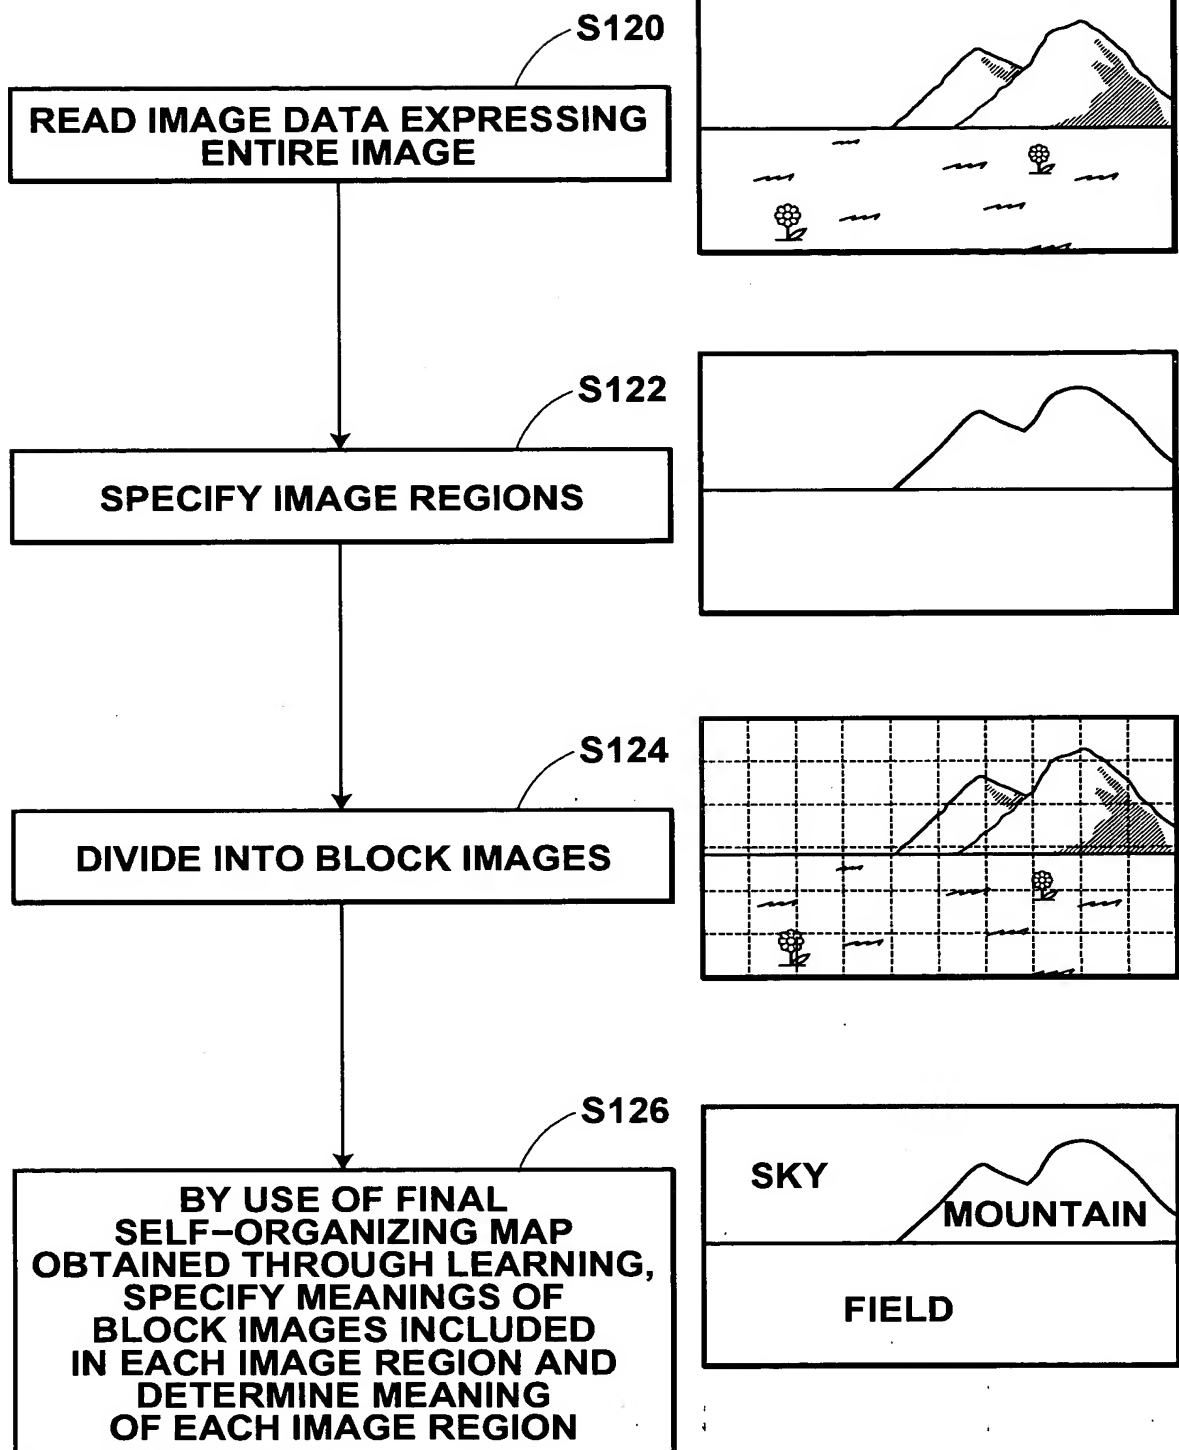 S120
READ IMAGE DATA EXPRESSING
ENTIRE IMAGE
S122
SPECIFY IMAGE REGIONS
S124
DIVIDE INTO BLOCK IMAGES
S126
BY USE OF FINAL
SELF-ORGANIZING MAP
OBTAINED THROUGH LEARNING,
SPECIFY MEANINGS OF
BLOCK IMAGES INCLUDED
IN EACH IMAGE REGION AND
DETERMINE MEANING
OF EACH IMAGE REGION
SKY
MOUNTAIN
FIELD